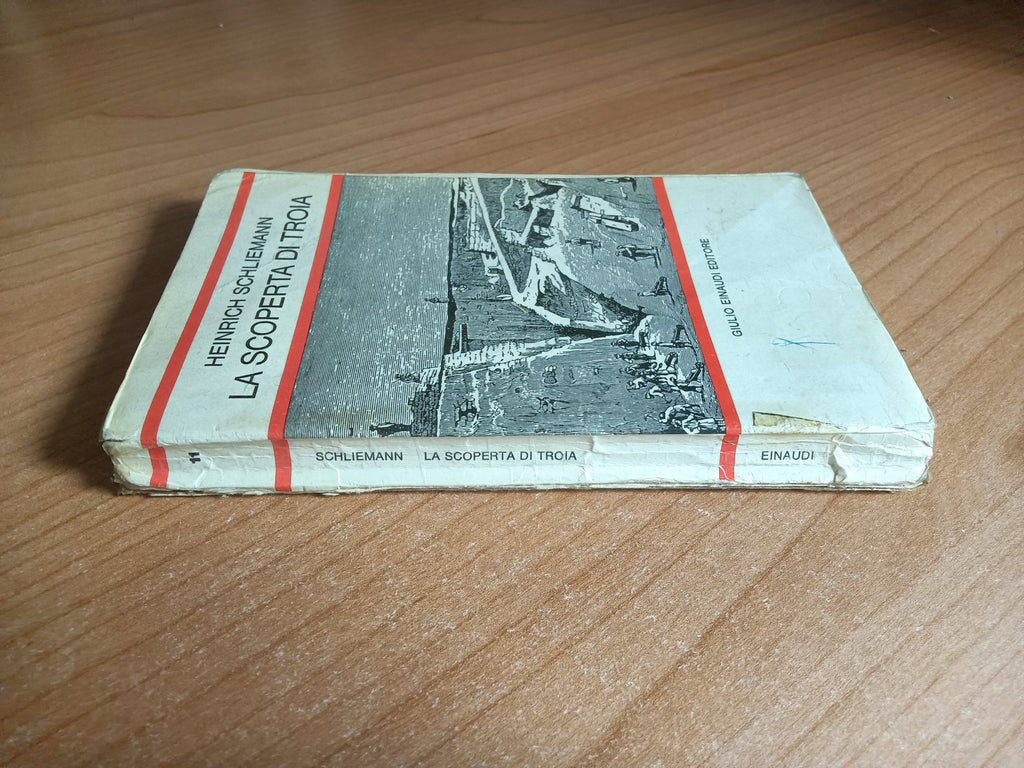 HEINRICH SCHLIEMANN
LA SCOPERTA DI TROIA
GIULIO EINAUDI EDITORE
11
SCHLIEMANN LA SCOPERTA DI TROIA
EINAUDI